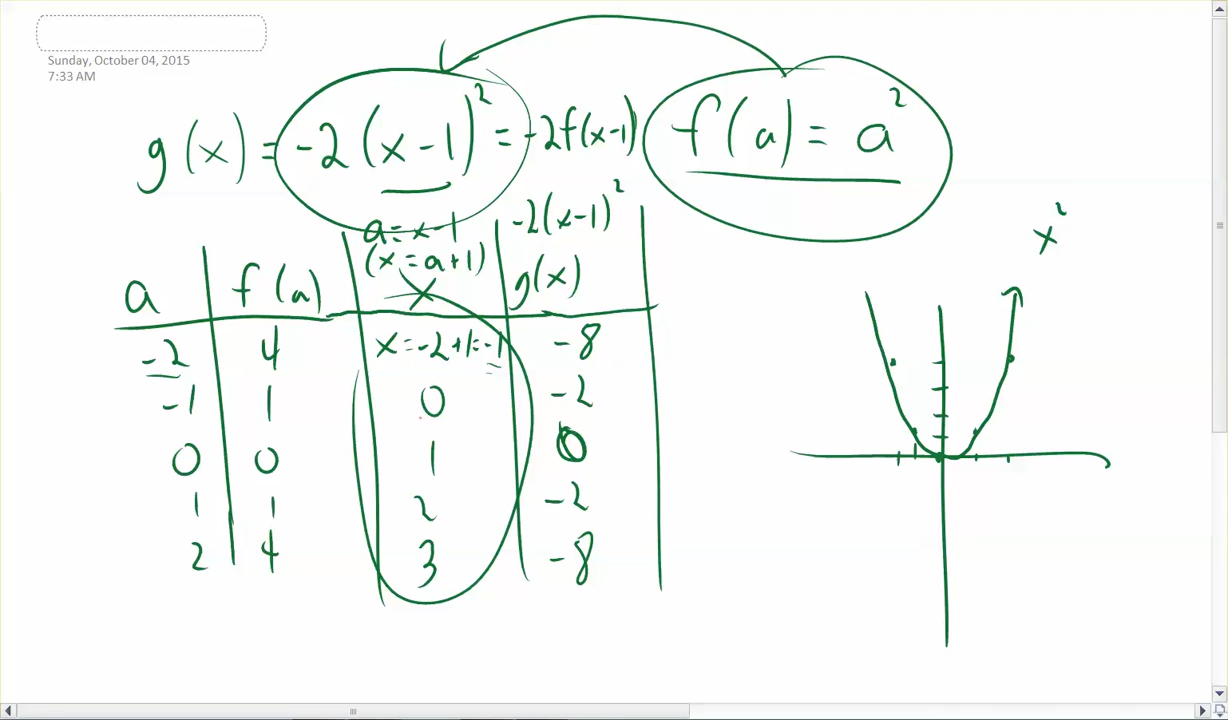 Sunday, October 04, 2015
7:33 AM
g(x) = -2(x-1)² = -2f(x-1) f(a) = a²
a = x-1 -2(x-1)²
(x = a+1)
a f(a) x g(x)
-2 4 x = -2+1 = -1 -8
-1 1 0 -2
0 0 1 0
1 1 2 -2
2 4 3 -8
x²